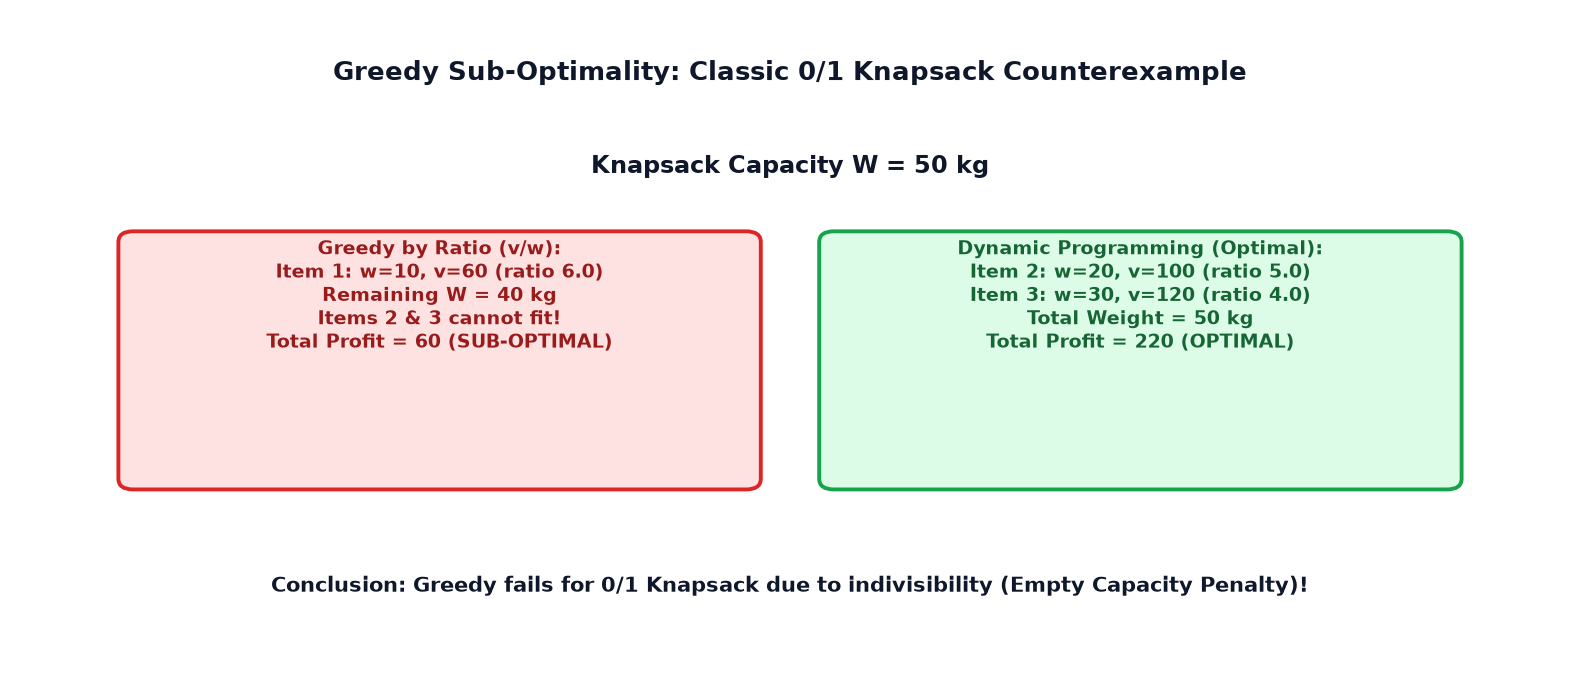 Greedy Sub-Optimality: Classic 0/1 Knapsack Counterexample
Knapsack Capacity W = 50 kg
Greedy by Ratio (v/w):
Item 1: w=10, v=60 (ratio 6.0)
Remaining W = 40 kg
Items 2 & 3 cannot fit!
Total Profit = 60 (SUB-OPTIMAL)
Dynamic Programming (Optimal):
Item 2: w=20, v=100 (ratio 5.0)
Item 3: w=30, v=120 (ratio 4.0)
Total Weight = 50 kg
Total Profit = 220 (OPTIMAL)
Conclusion: Greedy fails for 0/1 Knapsack due to indivisibility (Empty Capacity Penalty)!